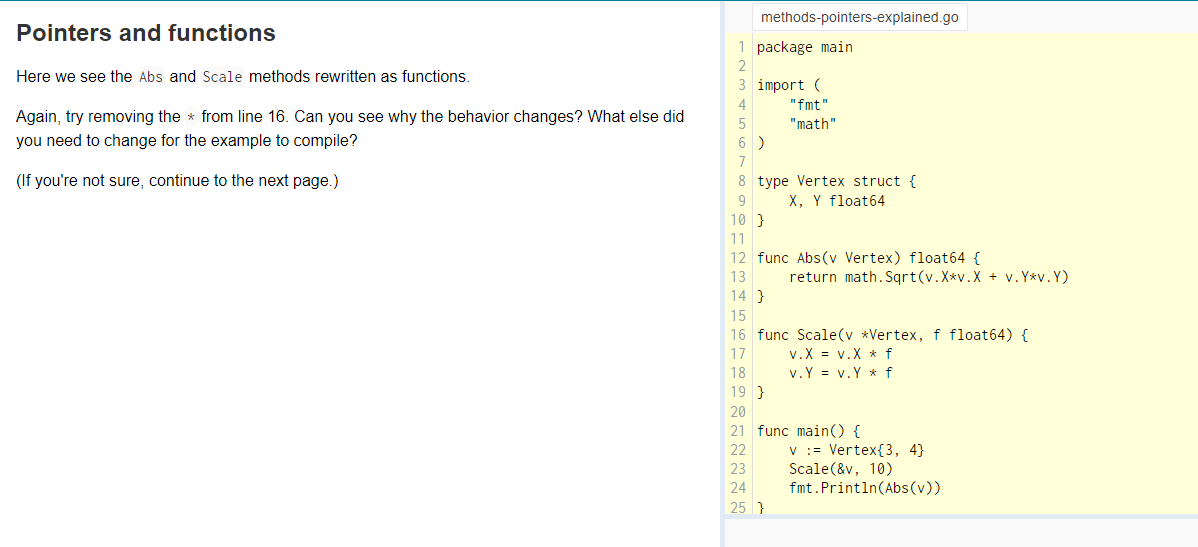 Pointers and functions
Here we see the Abs and Scale methods rewritten as functions.
Again, try removing the * from line 16. Can you see why the behavior changes? What else did
you need to change for the example to compile?
(If you're not sure, continue to the next page.)
methods-pointers-explained.go
1 package main
2
3 import (
4     "fmt"
5     "math"
6 )
7
8 type Vertex struct {
9     X, Y float64
10 }
11
12 func Abs(v Vertex) float64 {
13     return math.Sqrt(v.X*v.X + v.Y*v.Y)
14 }
15
16 func Scale(v *Vertex, f float64) {
17     v.X = v.X * f
18     v.Y = v.Y * f
19 }
20
21 func main() {
22     v := Vertex{3, 4}
23     Scale(&v, 10)
24     fmt.Println(Abs(v))
25 }